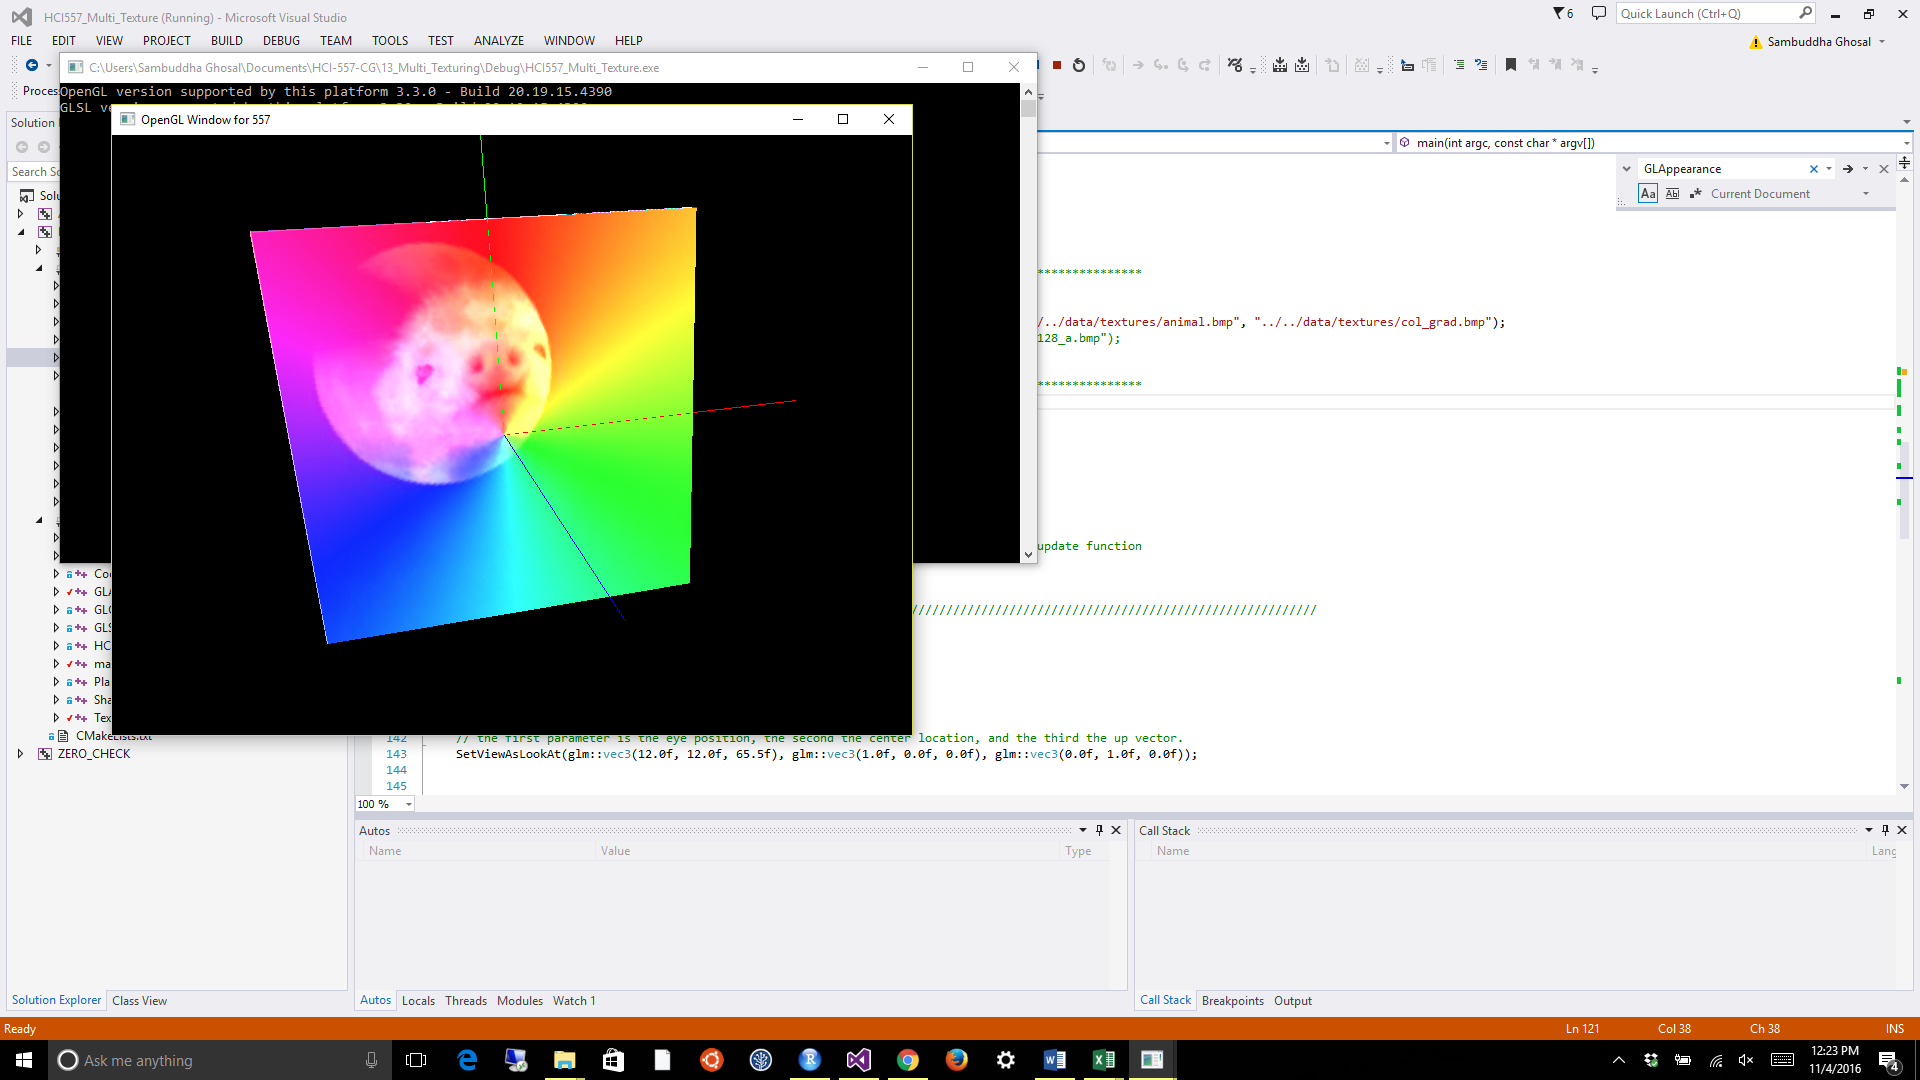 HCI557_Multi_Texture (Running) - Microsoft Visual Studio
6
Quick Launch (Ctrl+Q)
FILE EDIT VIEW PROJECT BUILD DEBUG TEAM TOOLS TEST ANALYZE WINDOW HELP
Sambuddha Ghosal
C:\Users\Sambuddha Ghosal\Documents\HCI-557-CG\13_Multi_Texturing\Debug\HCI557_Multi_Texture.exe
Proces
OpenGL version supported by this platform 3.3.0 - Build 20.19.15.4390
GLSL ve
OpenGL Window for 557
Solution
main(int argc, const char * argv[])
GLAppearance
Search So
Aa Ab Current Document
Solu
***************
/../data/textures/animal.bmp", "../../data/textures/col_grad.bmp");
128_a.bmp");
***************
update function
Coo
GLA
GLO
GLS
HC
ma
Pla
Sha
Tex
CMakeLists.txt
ZERO_CHECK
142 // the first parameter is the eye position, the second the center location, and the third the up vector.
143 SetViewAsLookAt(glm::vec3(12.0f, 12.0f, 65.5f), glm::vec3(1.0f, 0.0f, 0.0f), glm::vec3(0.0f, 1.0f, 0.0f));
144
145
100 %
Autos
Call Stack
Name Value Type
Name Lang
Solution Explorer Class View
Autos Locals Threads Modules Watch 1
Call Stack Breakpoints Output
Ready
Ln 121 Col 38 Ch 38 INS
Ask me anything
12:23 PM
11/4/2016
4